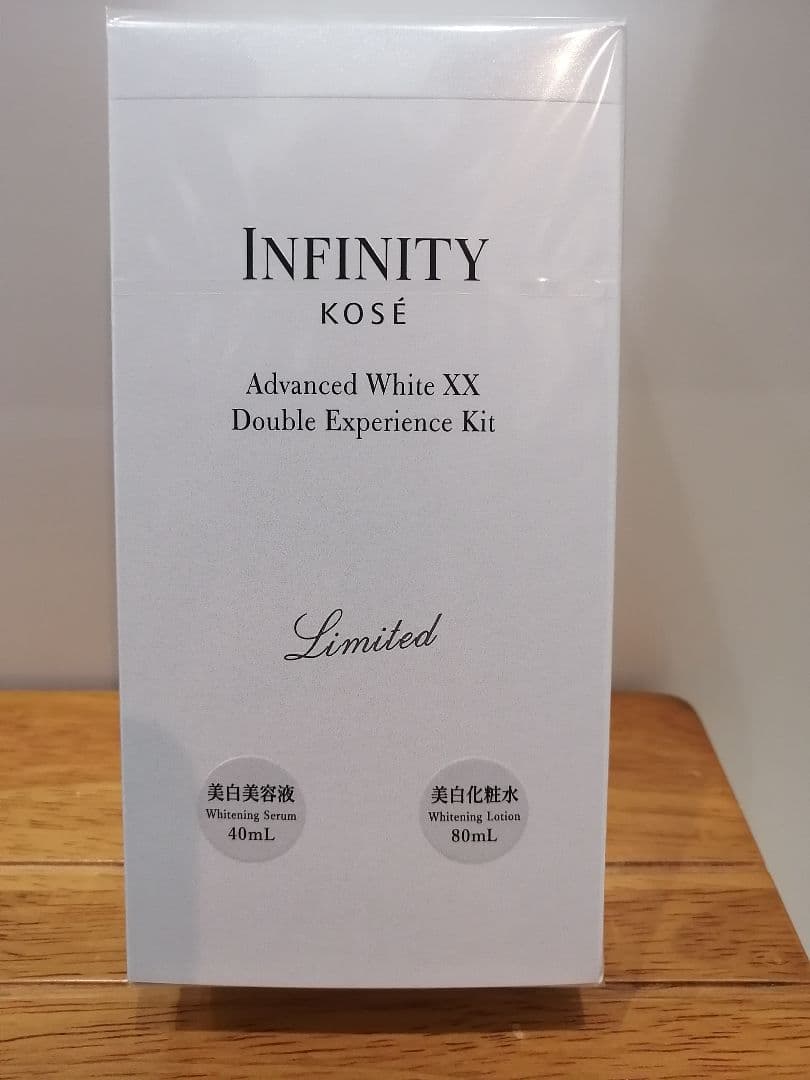 INFINITY
KOSÉ
Advanced White XX
Double Experience Kit
Limited
美白美容液
Whitening Serum
40mL
美白化粧水
Whitening Lotion
80mL